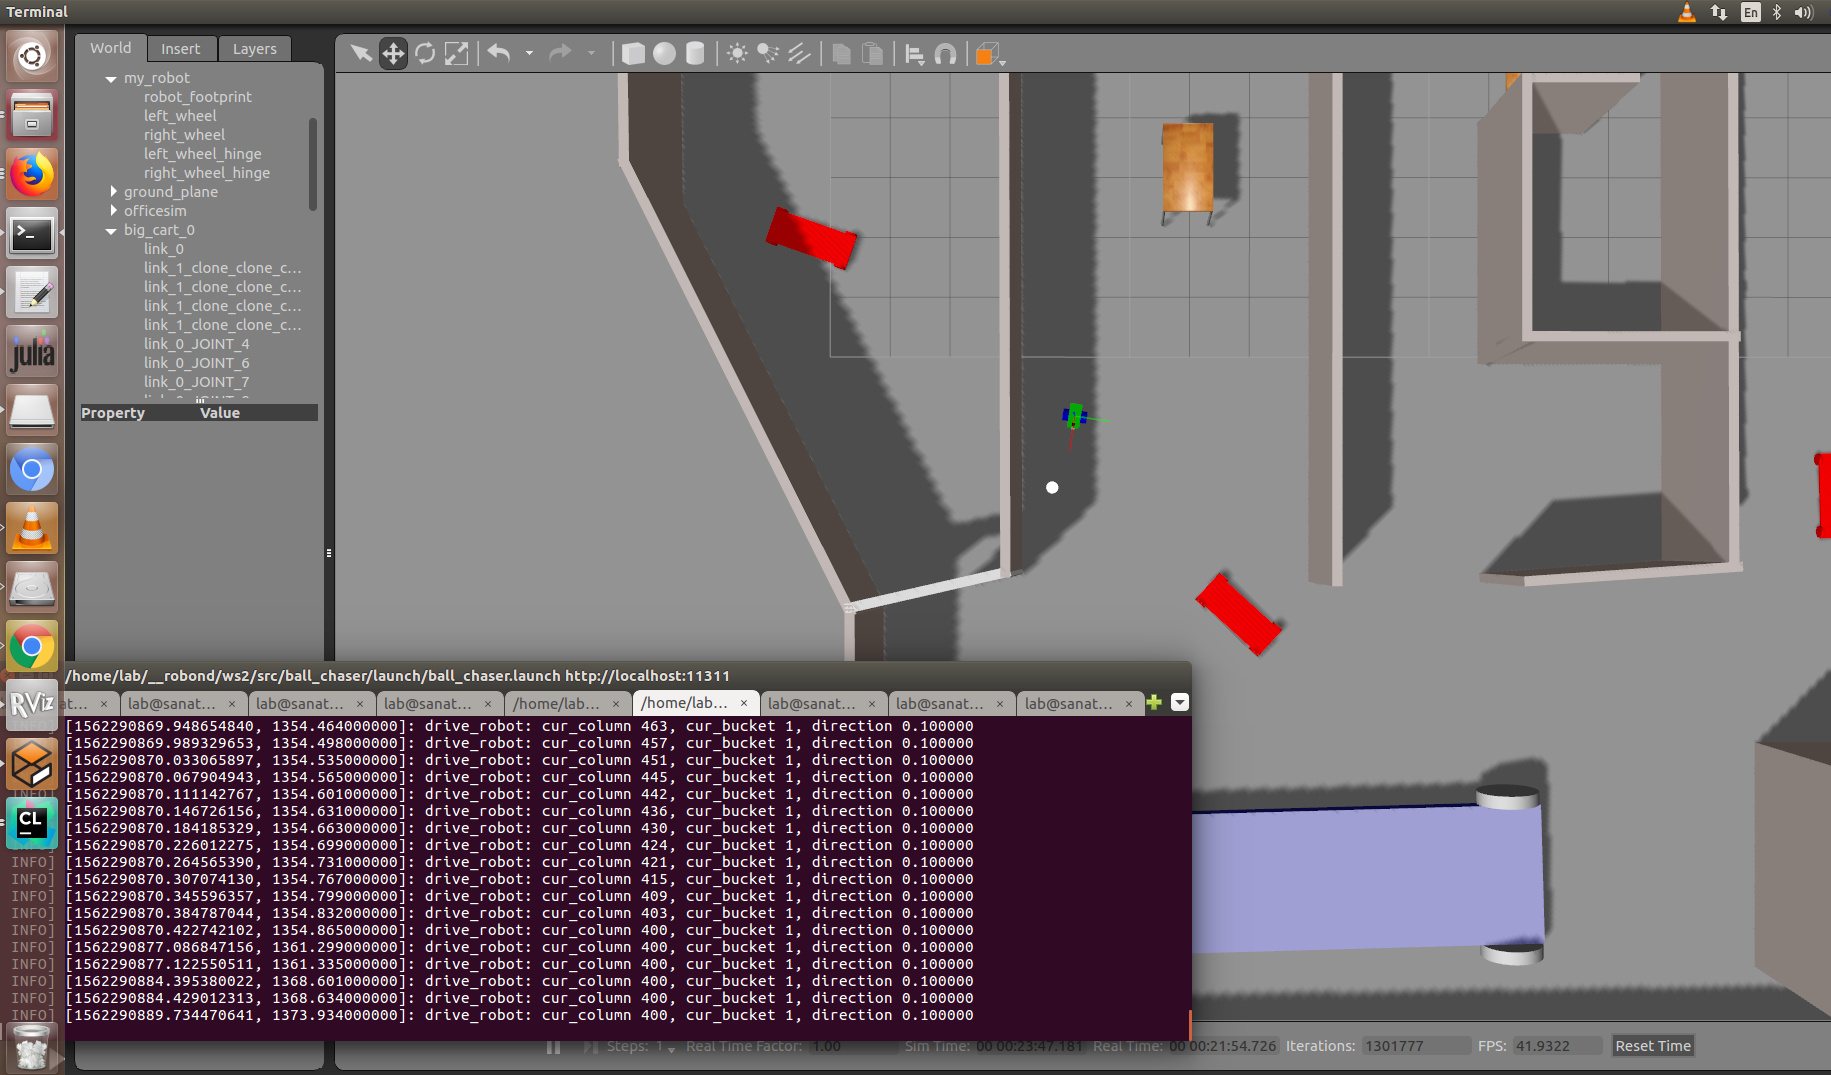 Terminal
En
World
Insert
Layers
my_robot
robot_footprint
left_wheel
right_wheel
left_wheel_hinge
right_wheel_hinge
ground_plane
officesim
big_cart_0
link_0
link_1_clone_clone_c...
link_1_clone_clone_c...
link_1_clone_clone_c...
link_1_clone_clone_c...
link_0_JOINT_4
link_0_JOINT_6
link_0_JOINT_7
Property Value
julia
RViz
CL
/home/lab/__robond/ws2/src/ball_chaser/launch/ball_chaser.launch http://localhost:11311
at... × lab@sanat... × lab@sanat... × lab@sanat... × /home/lab... × /home/lab... × lab@sanat... × lab@sanat... × lab@sanat... ×
[1562290869.948654840, 1354.464000000]: drive_robot: cur_column 463, cur_bucket 1, direction 0.100000
[1562290869.989329653, 1354.498000000]: drive_robot: cur_column 457, cur_bucket 1, direction 0.100000
[1562290870.033065897, 1354.535000000]: drive_robot: cur_column 451, cur_bucket 1, direction 0.100000
[1562290870.067904943, 1354.565000000]: drive_robot: cur_column 445, cur_bucket 1, direction 0.100000
[1562290870.111142767, 1354.601000000]: drive_robot: cur_column 442, cur_bucket 1, direction 0.100000
[1562290870.146726156, 1354.631000000]: drive_robot: cur_column 436, cur_bucket 1, direction 0.100000
[1562290870.184185329, 1354.663000000]: drive_robot: cur_column 430, cur_bucket 1, direction 0.100000
[1562290870.226012275, 1354.699000000]: drive_robot: cur_column 424, cur_bucket 1, direction 0.100000
INFO] [1562290870.264565390, 1354.731000000]: drive_robot: cur_column 421, cur_bucket 1, direction 0.100000
INFO] [1562290870.307074130, 1354.767000000]: drive_robot: cur_column 415, cur_bucket 1, direction 0.100000
INFO] [1562290870.345596357, 1354.799000000]: drive_robot: cur_column 409, cur_bucket 1, direction 0.100000
INFO] [1562290870.384787044, 1354.832000000]: drive_robot: cur_column 403, cur_bucket 1, direction 0.100000
INFO] [1562290870.422742102, 1354.865000000]: drive_robot: cur_column 400, cur_bucket 1, direction 0.100000
INFO] [1562290877.086847156, 1361.299000000]: drive_robot: cur_column 400, cur_bucket 1, direction 0.100000
INFO] [1562290877.122550511, 1361.335000000]: drive_robot: cur_column 400, cur_bucket 1, direction 0.100000
INFO] [1562290884.395380022, 1368.601000000]: drive_robot: cur_column 400, cur_bucket 1, direction 0.100000
INFO] [1562290884.429012313, 1368.634000000]: drive_robot: cur_column 400, cur_bucket 1, direction 0.100000
INFO] [1562290889.734470641, 1373.934000000]: drive_robot: cur_column 400, cur_bucket 1, direction 0.100000
Steps: 1 Real Time Factor: 1.00 Sim Time: 00 00:23:47.181 Real Time: 00 00:21:54.726 Iterations: 1301777 FPS: 41.9322 Reset Time